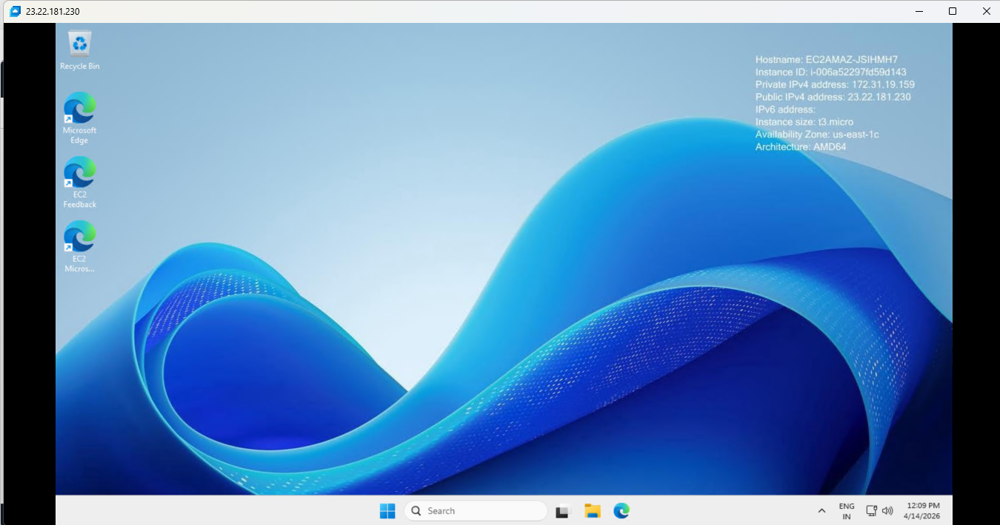 23.22.181.230
Recycle Bin
Microsoft
Edge
EC2
Feedback
EC2
Micros...
Hostname: EC2AMAZ-JSIHMH7
Instance ID: i-006a52297fd59d143
Private IPv4 address: 172.31.19.159
Public IPv4 address: 23.22.181.230
IPv6 address:
Instance size: t3.micro
Availability Zone: us-east-1c
Architecture: AMD64
Search
ENG
IN
12:09 PM
4/14/2026